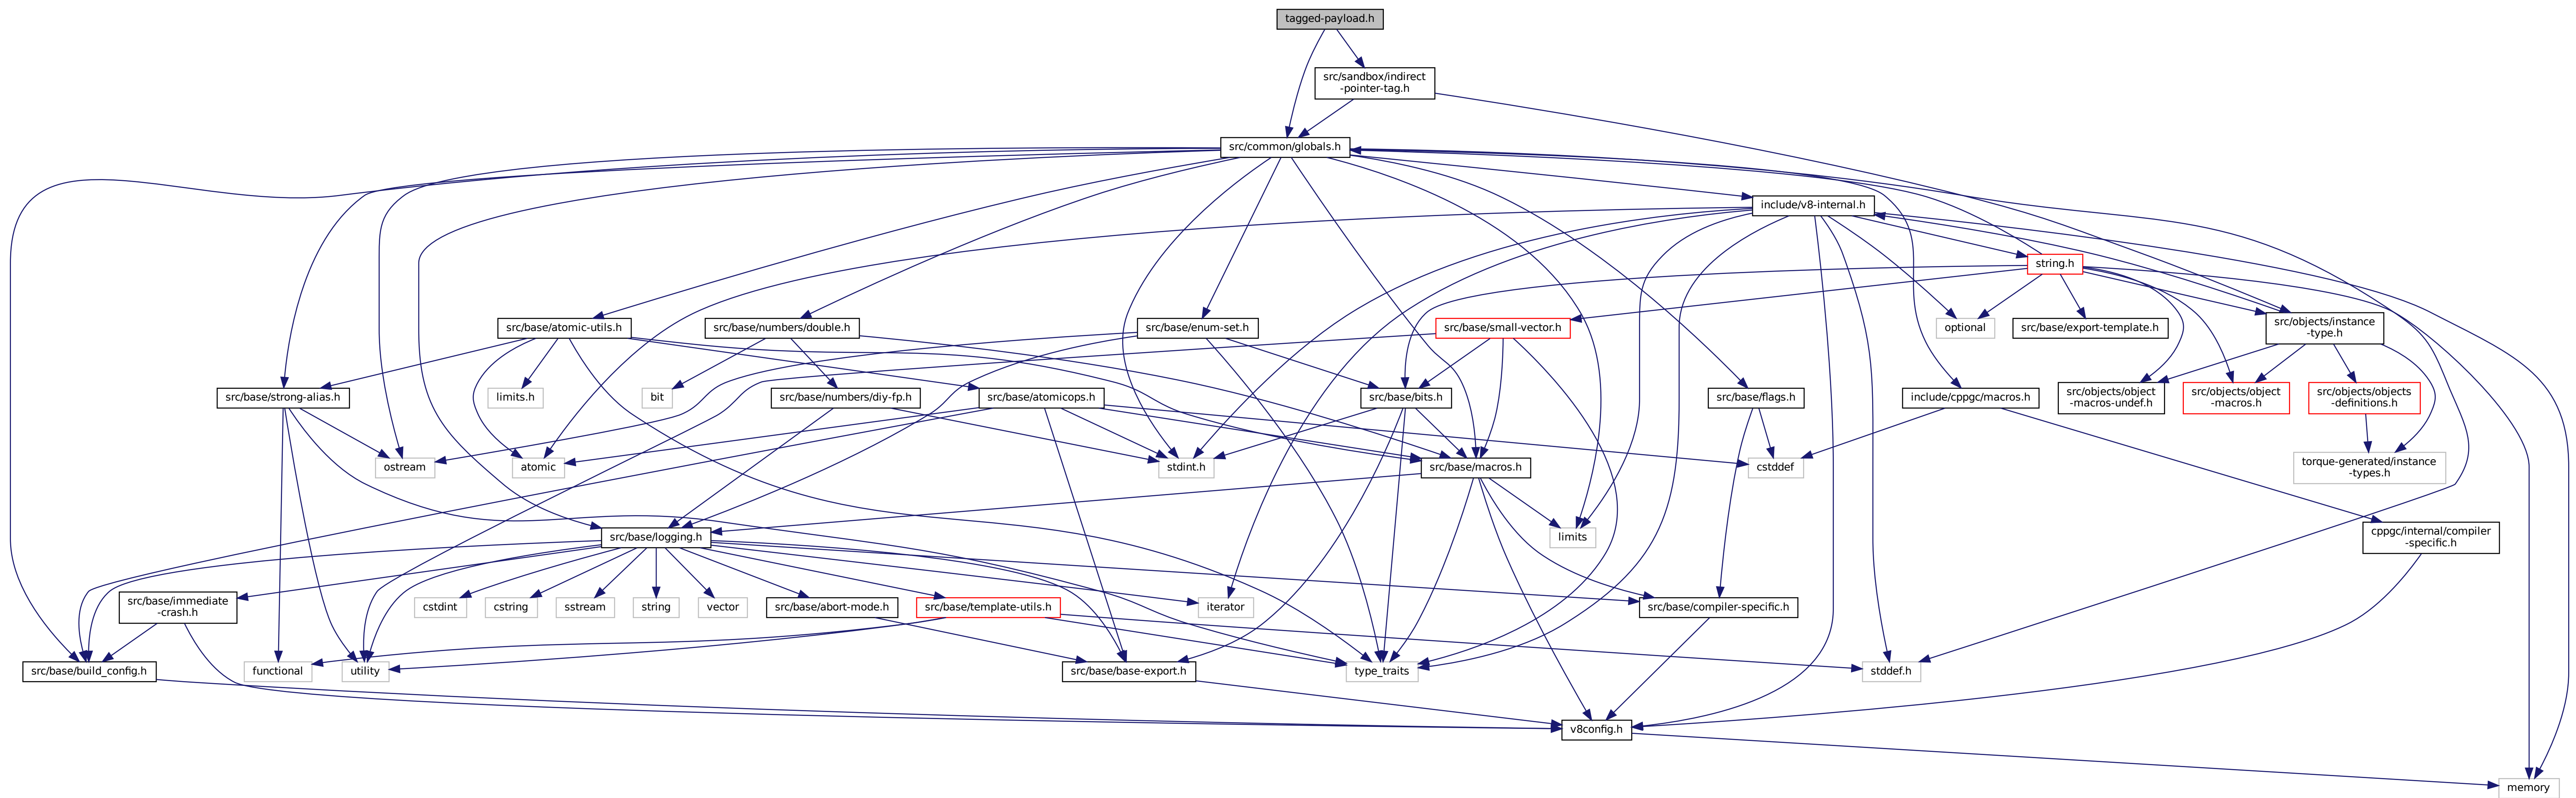 tagged-payload.h
src/sandbox/indirect
-pointer-tag.h
src/common/globals.h
include/v8-internal.h
string.h
src/base/atomic-utils.h
src/base/numbers/double.h
src/base/enum-set.h
src/base/small-vector.h
optional
src/base/export-template.h
src/objects/instance
-type.h
src/base/strong-alias.h
limits.h
bit
src/base/numbers/diy-fp.h
src/base/atomicops.h
src/base/bits.h
src/base/flags.h
include/cppgc/macros.h
src/objects/object
-macros-undef.h
src/objects/object
-macros.h
src/objects/objects
-definitions.h
ostream
atomic
stdint.h
src/base/macros.h
cstddef
torque-generated/instance
-types.h
src/base/logging.h
limits
cppgc/internal/compiler
-specific.h
src/base/immediate
-crash.h
cstdint
cstring
sstream
string
vector
src/base/abort-mode.h
src/base/template-utils.h
iterator
src/base/compiler-specific.h
src/base/build_config.h
functional
utility
src/base/base-export.h
type_traits
stddef.h
v8config.h
memory